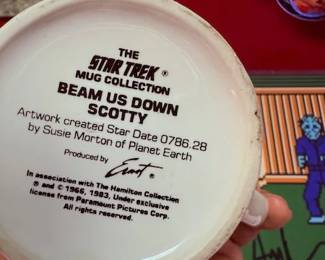 THE
STAR TREK®
MUG COLLECTION
BEAM US DOWN
SCOTTY
Artwork created Star Date 0786.28
by Susie Morton of Planet Earth
Produced by Ernst®
In association with The Hamilton Collection
® and © 1966, 1983, Under exclusive
license from Paramount Pictures Corp.
All rights reserved.